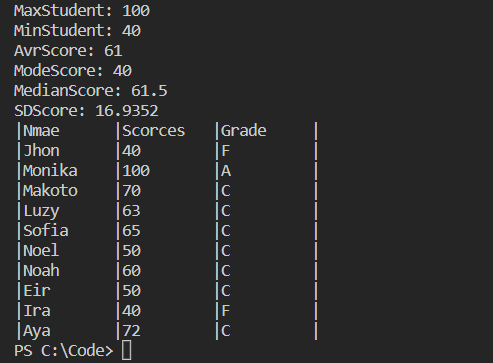 MaxStudent: 100
MinStudent: 40
AvrScore: 61
ModeScore: 40
MedianScore: 61.5
SDScore: 16.9352
|Nmae     |Scorces   |Grade     |
|Jhon     |40        |F         |
|Monika   |100       |A         |
|Makoto   |70        |C         |
|Luzy     |63        |C         |
|Sofia    |65        |C         |
|Noel     |50        |C         |
|Noah     |60        |C         |
|Eir      |50        |C         |
|Ira      |40        |F         |
|Aya      |72        |C         |
PS C:\Code>